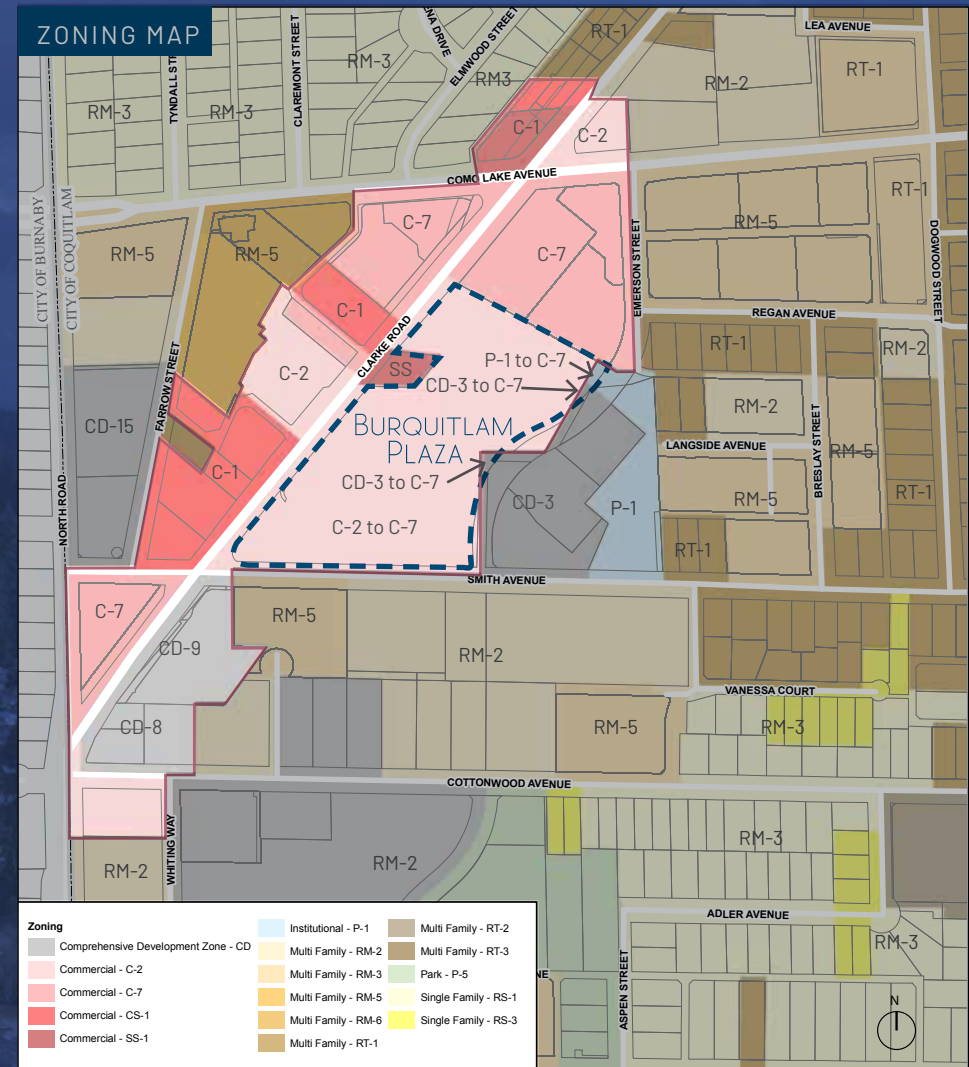 ZONING MAP
LEA AVENUE
RT-1
RM-3
RM-3
RM-3
RM3
RM-2
RT-1
CLAREMONT STREET
ELMWOOD STREET
NA DRIVE
TYNDALL ST
C-1
C-2
COMO LAKE AVENUE
CITY OF BURNABY
CITY OF COQUITLAM
RM-5
RM-5
C-7
C-7
RM-5
RT-1
EMERSON STREET
DOGWOOD STREET
C-1
CLARKE ROAD
REGAN AVENUE
C-2
SS
P-1 to C-7
CD-3 to C-7
RT-1
RM-2
FARROW STREET
CD-15
BURQUITLAM
PLAZA
CD-3 to C-7
RM-2
LANGSIDE AVENUE
BRESLAY STREET
RM-5
C-1
CD-3
P-1
RM-5
RT-1
C-2 to C-7
RT-1
NORTH ROAD
SMITH AVENUE
C-7
RM-5
CD-9
RM-2
VANESSA COURT
CD-8
RM-5
RM-3
COTTONWOOD AVENUE
RM-2
WHITING WAY
RM-2
RM-3
ADLER AVENUE
RM-3
NE
ASPEN STREET
N
Zoning
Comprehensive Development Zone - CD
Commercial - C-2
Commercial - C-7
Commercial - CS-1
Commercial - SS-1
Institutional - P-1
Multi Family - RM-2
Multi Family - RM-3
Multi Family - RM-5
Multi Family - RM-6
Multi Family - RT-1
Multi Family - RT-2
Multi Family - RT-3
Park - P-5
Single Family - RS-1
Single Family - RS-3